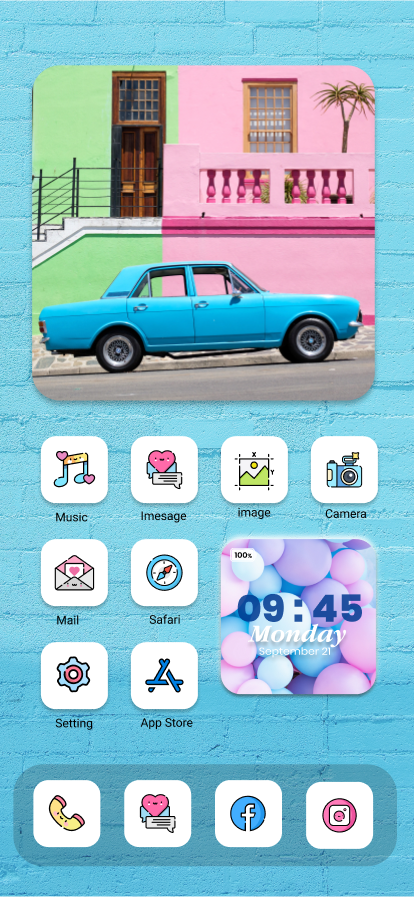 Music
Imesage
image
Camera
X
Y
Mail
Safari
100%
09:45
Monday
September 21
Setting
App Store